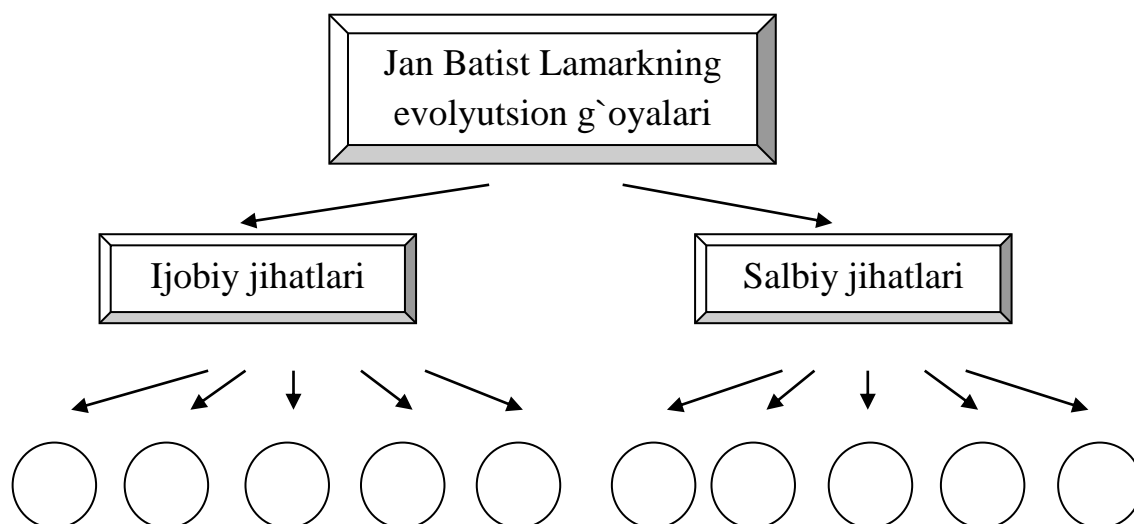 Jan Batist Lamarkning
evolyutsion g`oyalari
Ijobiy jihatlari
Salbiy jihatlari